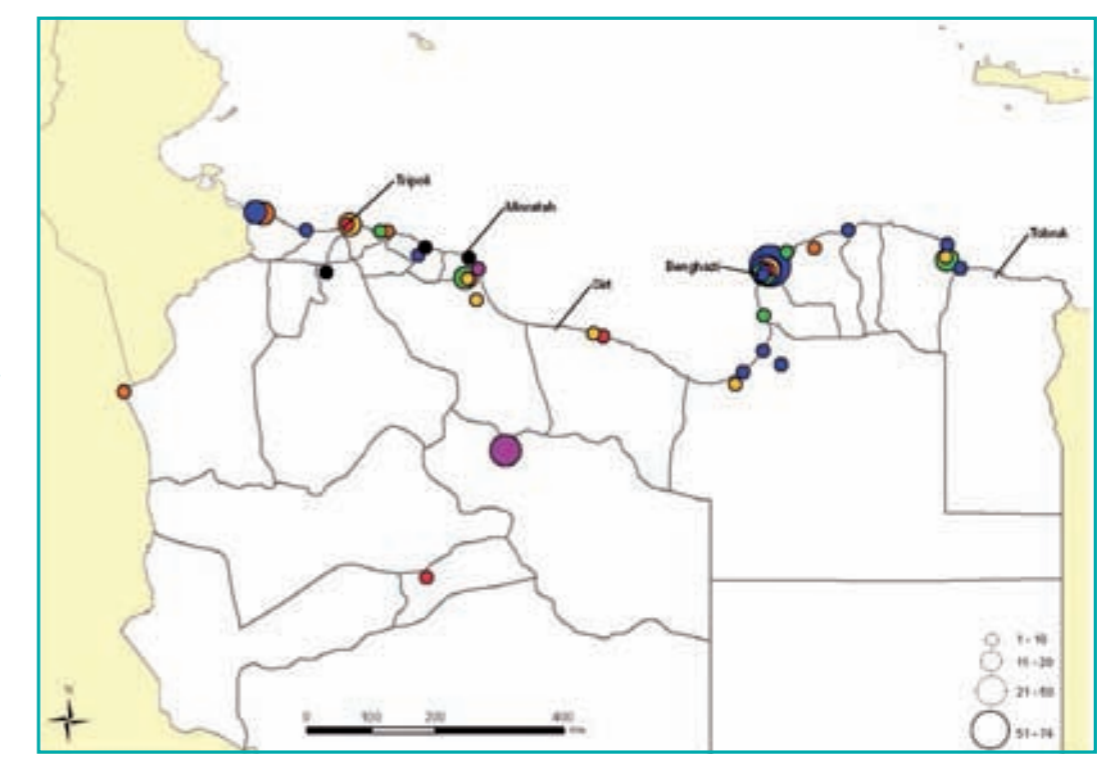 Tripoli
Misratah
Sirt
Benghazi
Tobruk
N
0 100 200 400
1 - 10
11 - 20
21 - 50
51 - 76